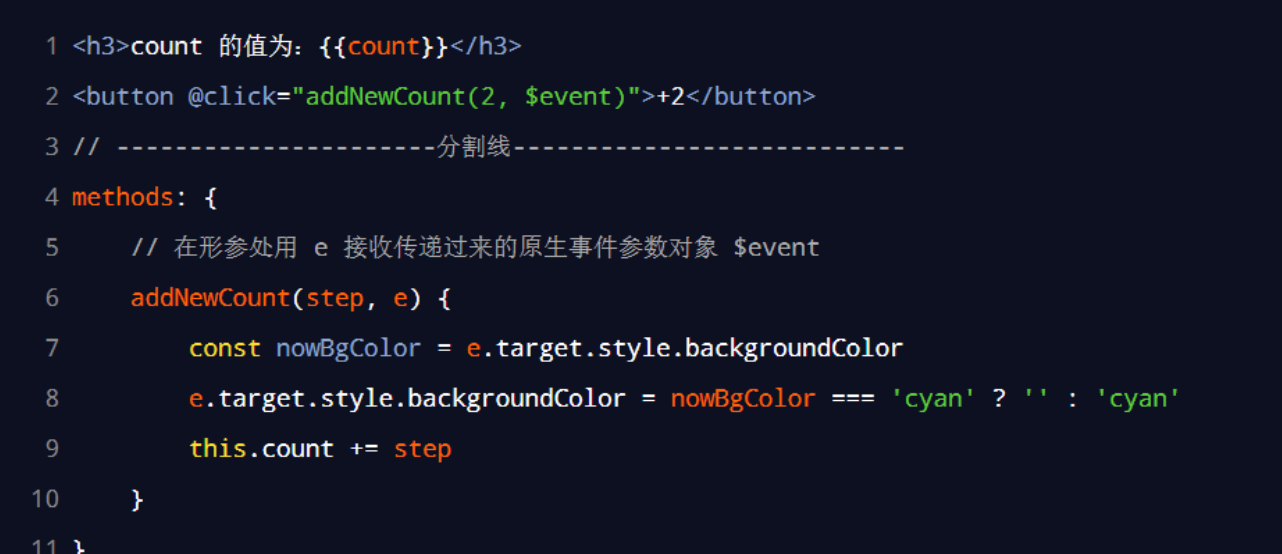 1 <h3>count 的值为：{{count}}</h3>
2 <button @click="addNewCount(2, $event)">+2</button>
3 // ----------------------分割线---------------------------
4 methods: {
5     // 在形参处用 e 接收传递过来的原生事件参数对象 $event
6     addNewCount(step, e) {
7         const nowBgColor = e.target.style.backgroundColor
8         e.target.style.backgroundColor = nowBgColor === 'cyan' ? '' : 'cyan'
9         this.count += step
10     }
11 }